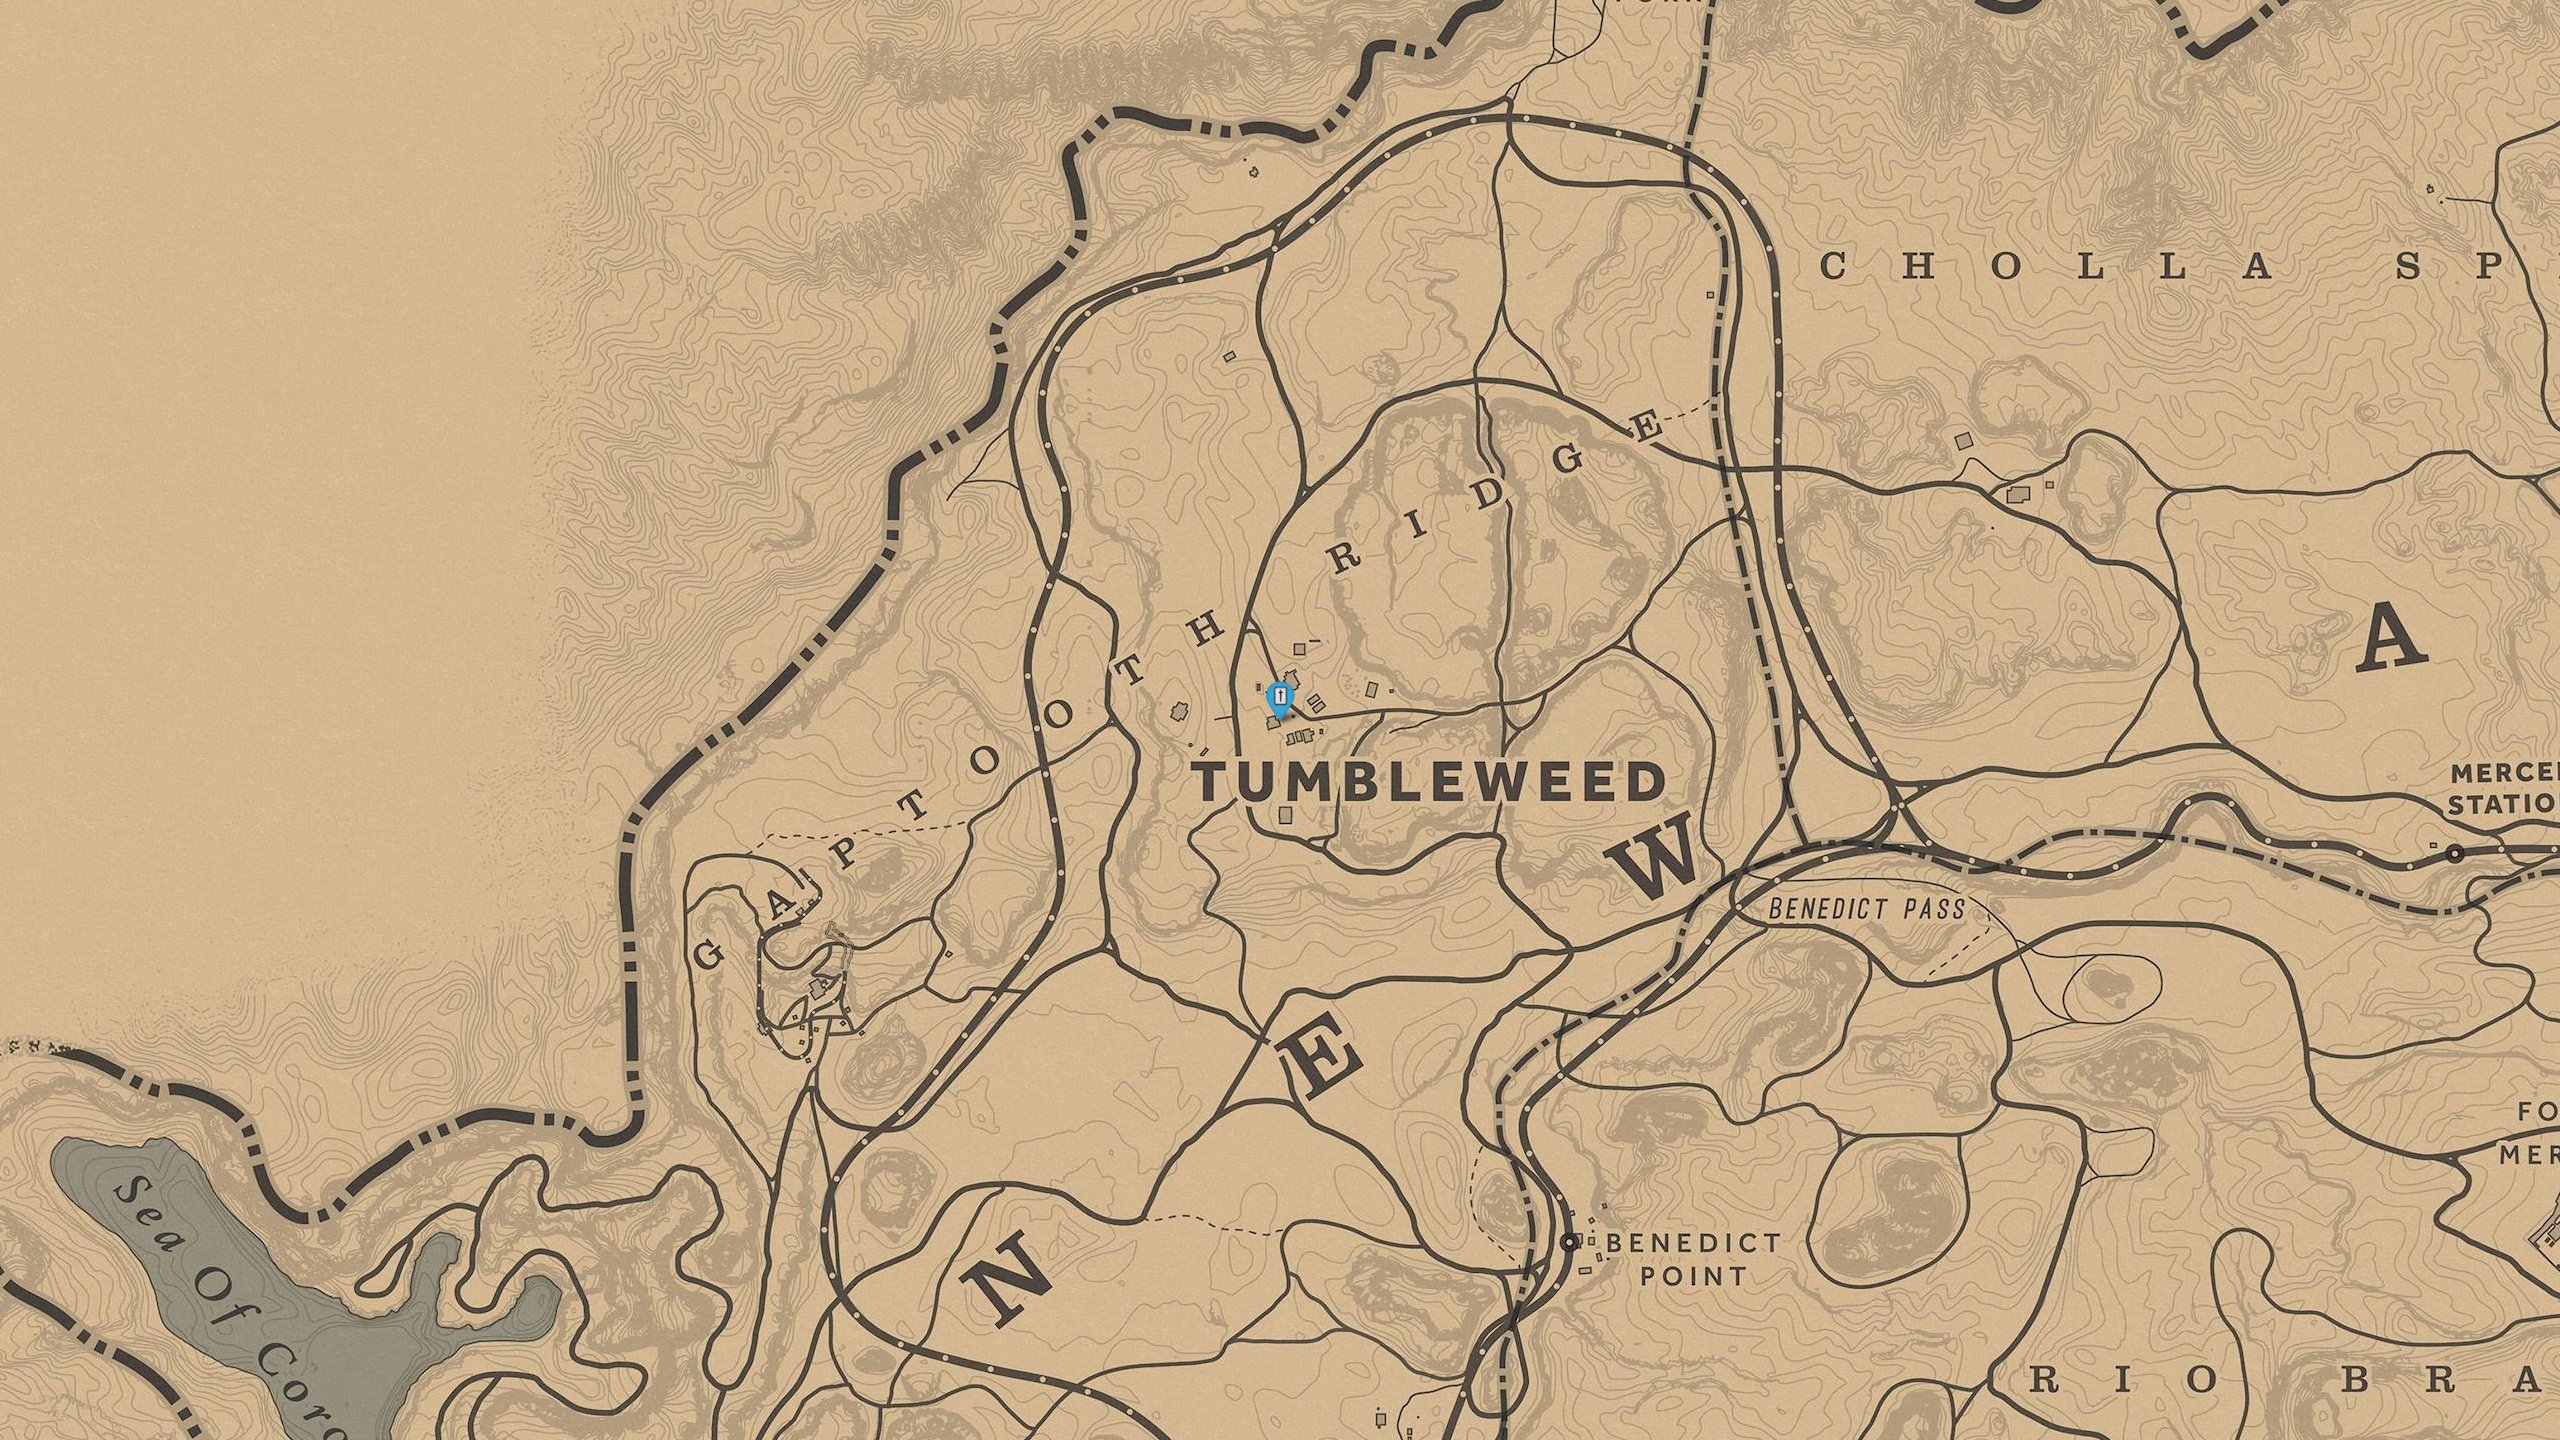 CHOLLA SP
GAPTOOTH RIDGE
TUMBLEWEED
A
MERCE
STATIO
W
BENEDICT PASS
E
FO
MER
N
Sea Of Coro
BENEDICT
POINT
RIO BRA